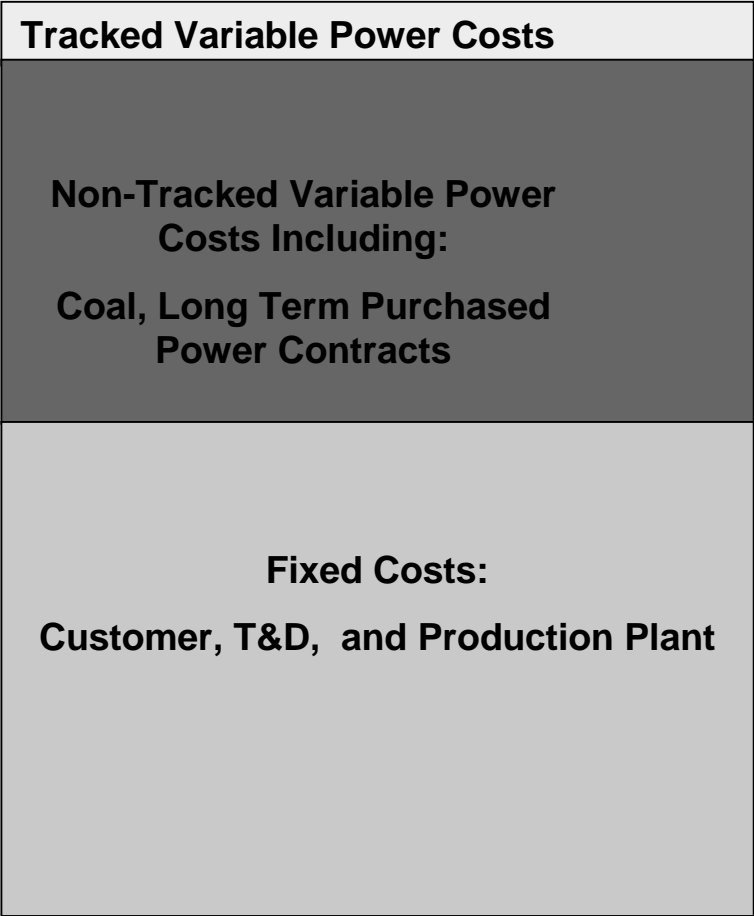 Tracked Variable Power Costs
Non-Tracked Variable Power
Costs Including:
Coal, Long Term Purchased
Power Contracts
Fixed Costs:
Customer, T&D,  and Production Plant